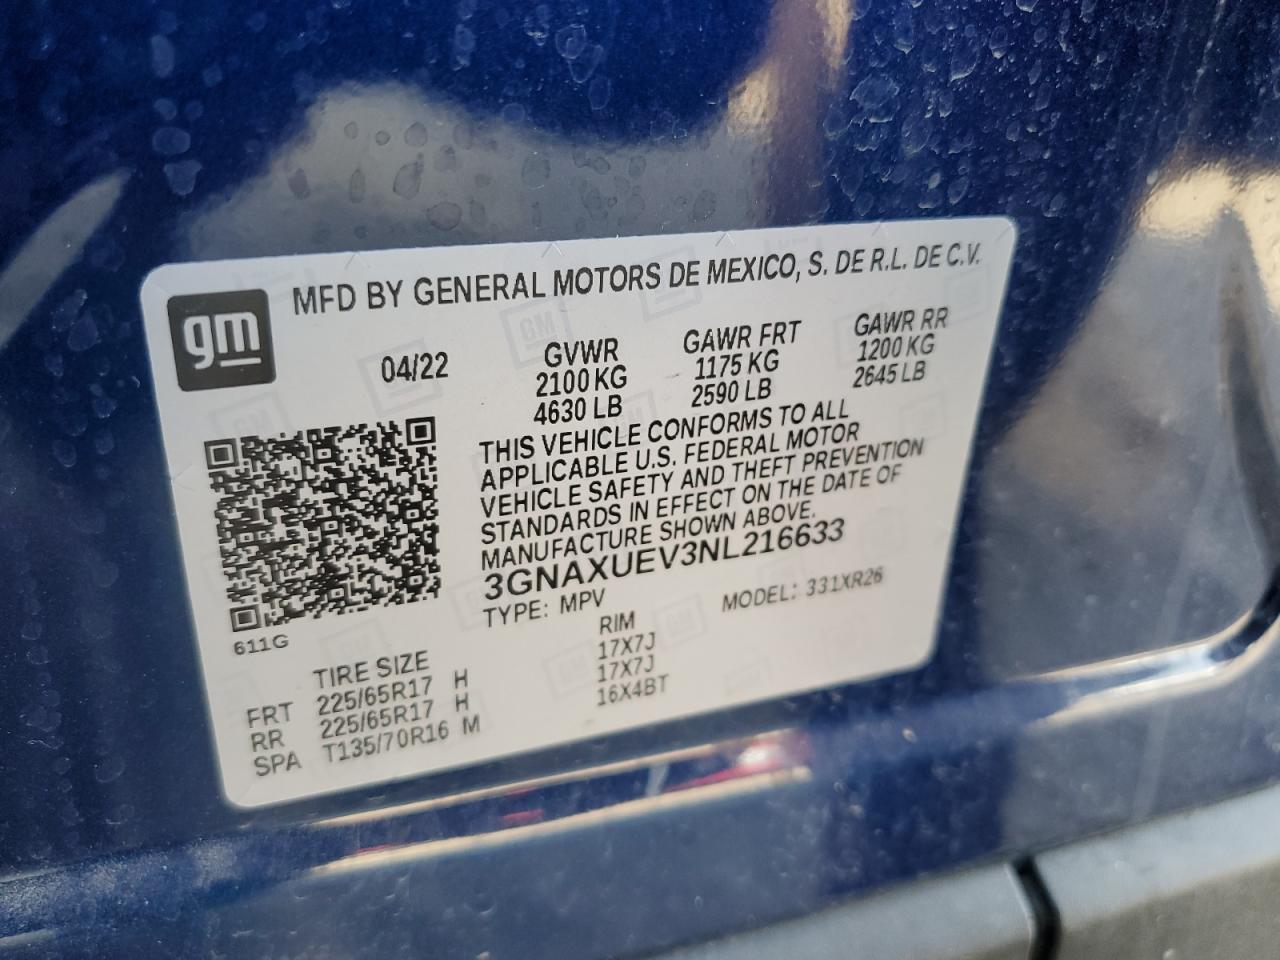 gm
MFD BY GENERAL MOTORS DE MEXICO, S. DE R.L. DE C.V.
04/22
GVWR
2100 KG
4630 LB
GAWR FRT
1175 KG
2590 LB
GAWR RR
1200 KG
2645 LB
THIS VEHICLE CONFORMS TO ALL
APPLICABLE U.S. FEDERAL MOTOR
VEHICLE SAFETY AND THEFT PREVENTION
STANDARDS IN EFFECT ON THE DATE OF
MANUFACTURE SHOWN ABOVE.
3GNAXUEV3NL216633
TYPE: MPV MODEL: 331XR26
611G
TIRE SIZE RIM
FRT 225/65R17 H 17X7J
RR 225/65R17 H 17X7J
SPA T135/70R16 M 16X4BT